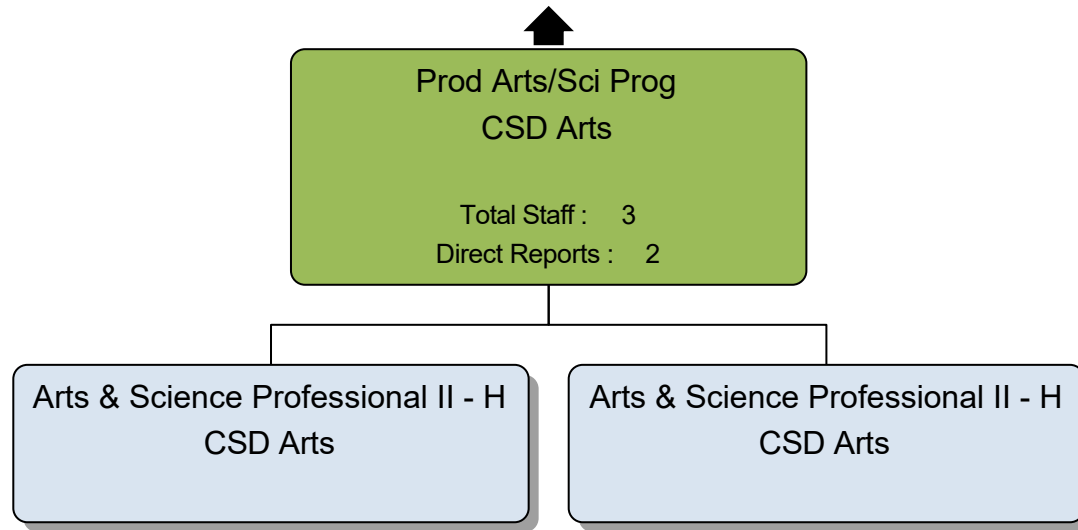 Prod Arts/Sci Prog
CSD Arts
Total Staff : 3
Direct Reports : 2
Arts & Science Professional II - H
CSD Arts
Arts & Science Professional II - H
CSD Arts